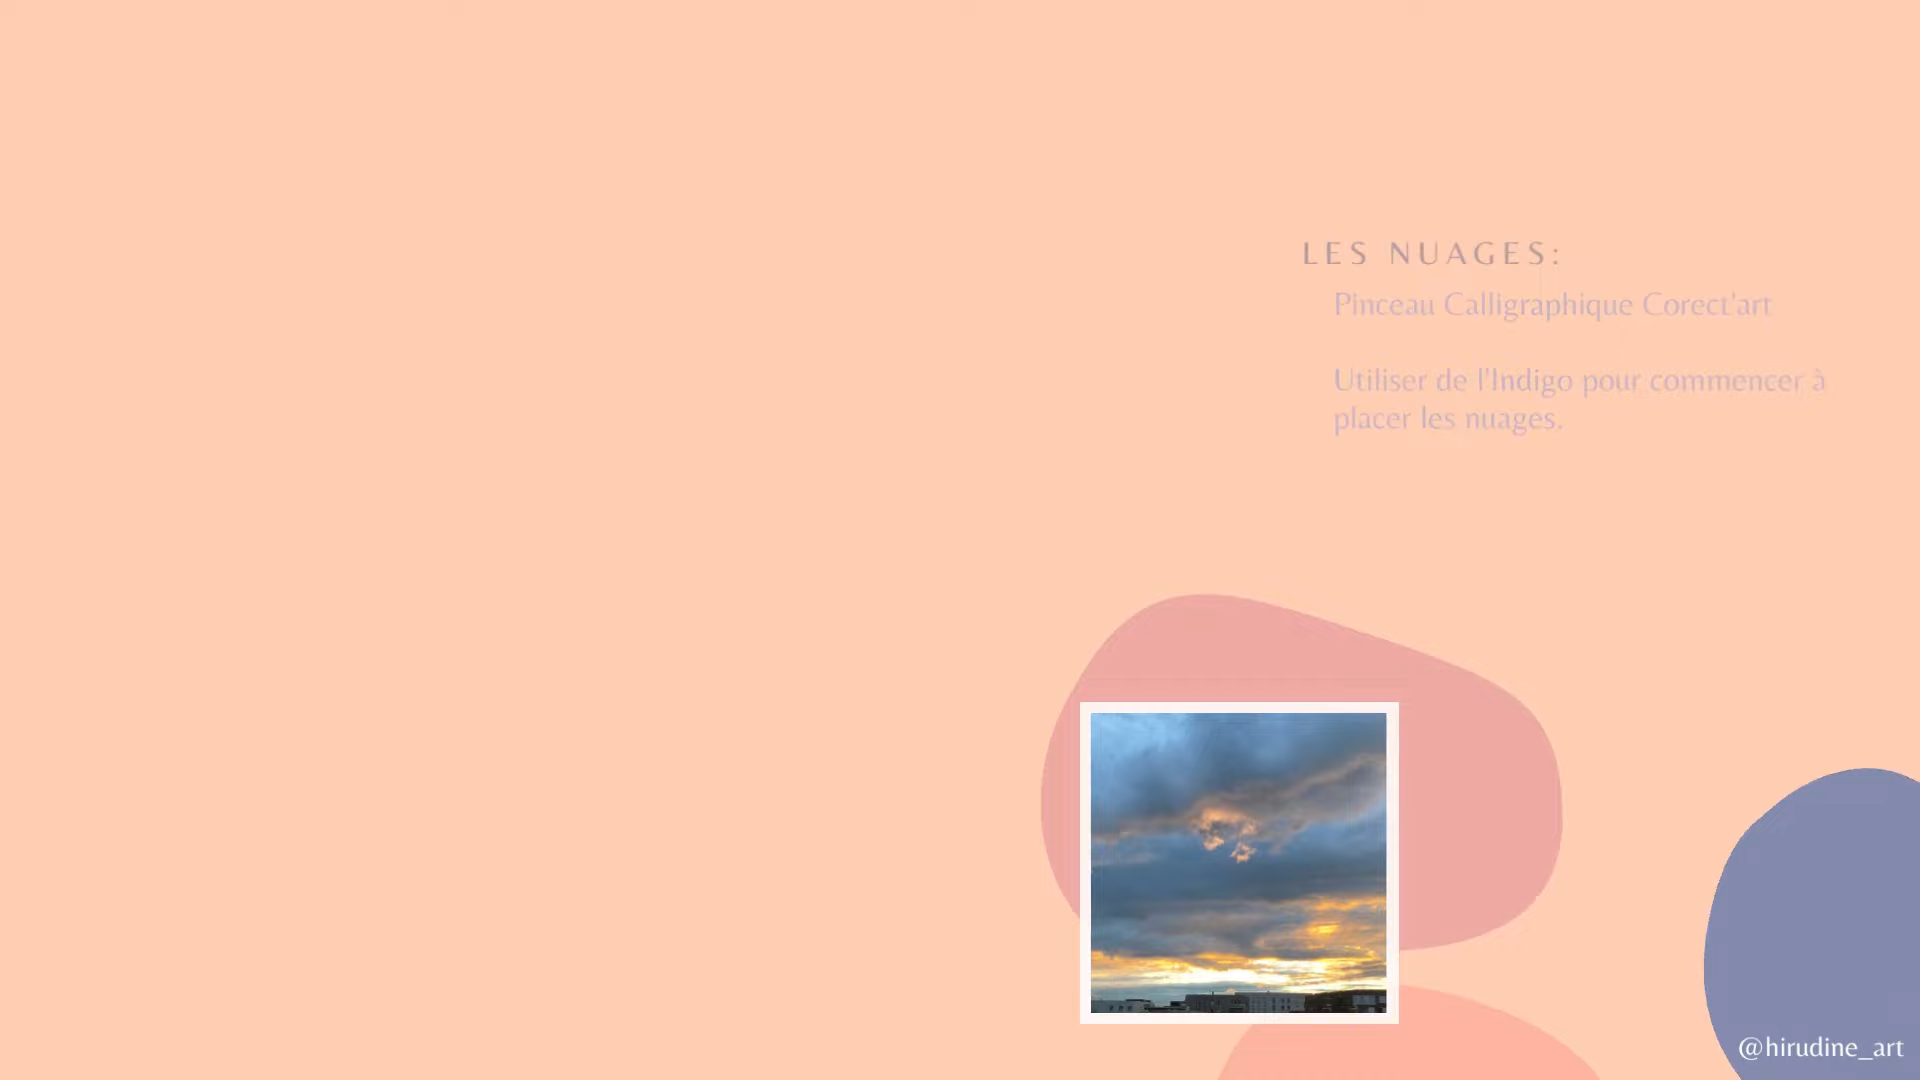 LES NUAGES:
Pinceau Calligraphique Corect'art
Utiliser de l'Indigo pour commencer à
placer les nuages.
@hirudine_art